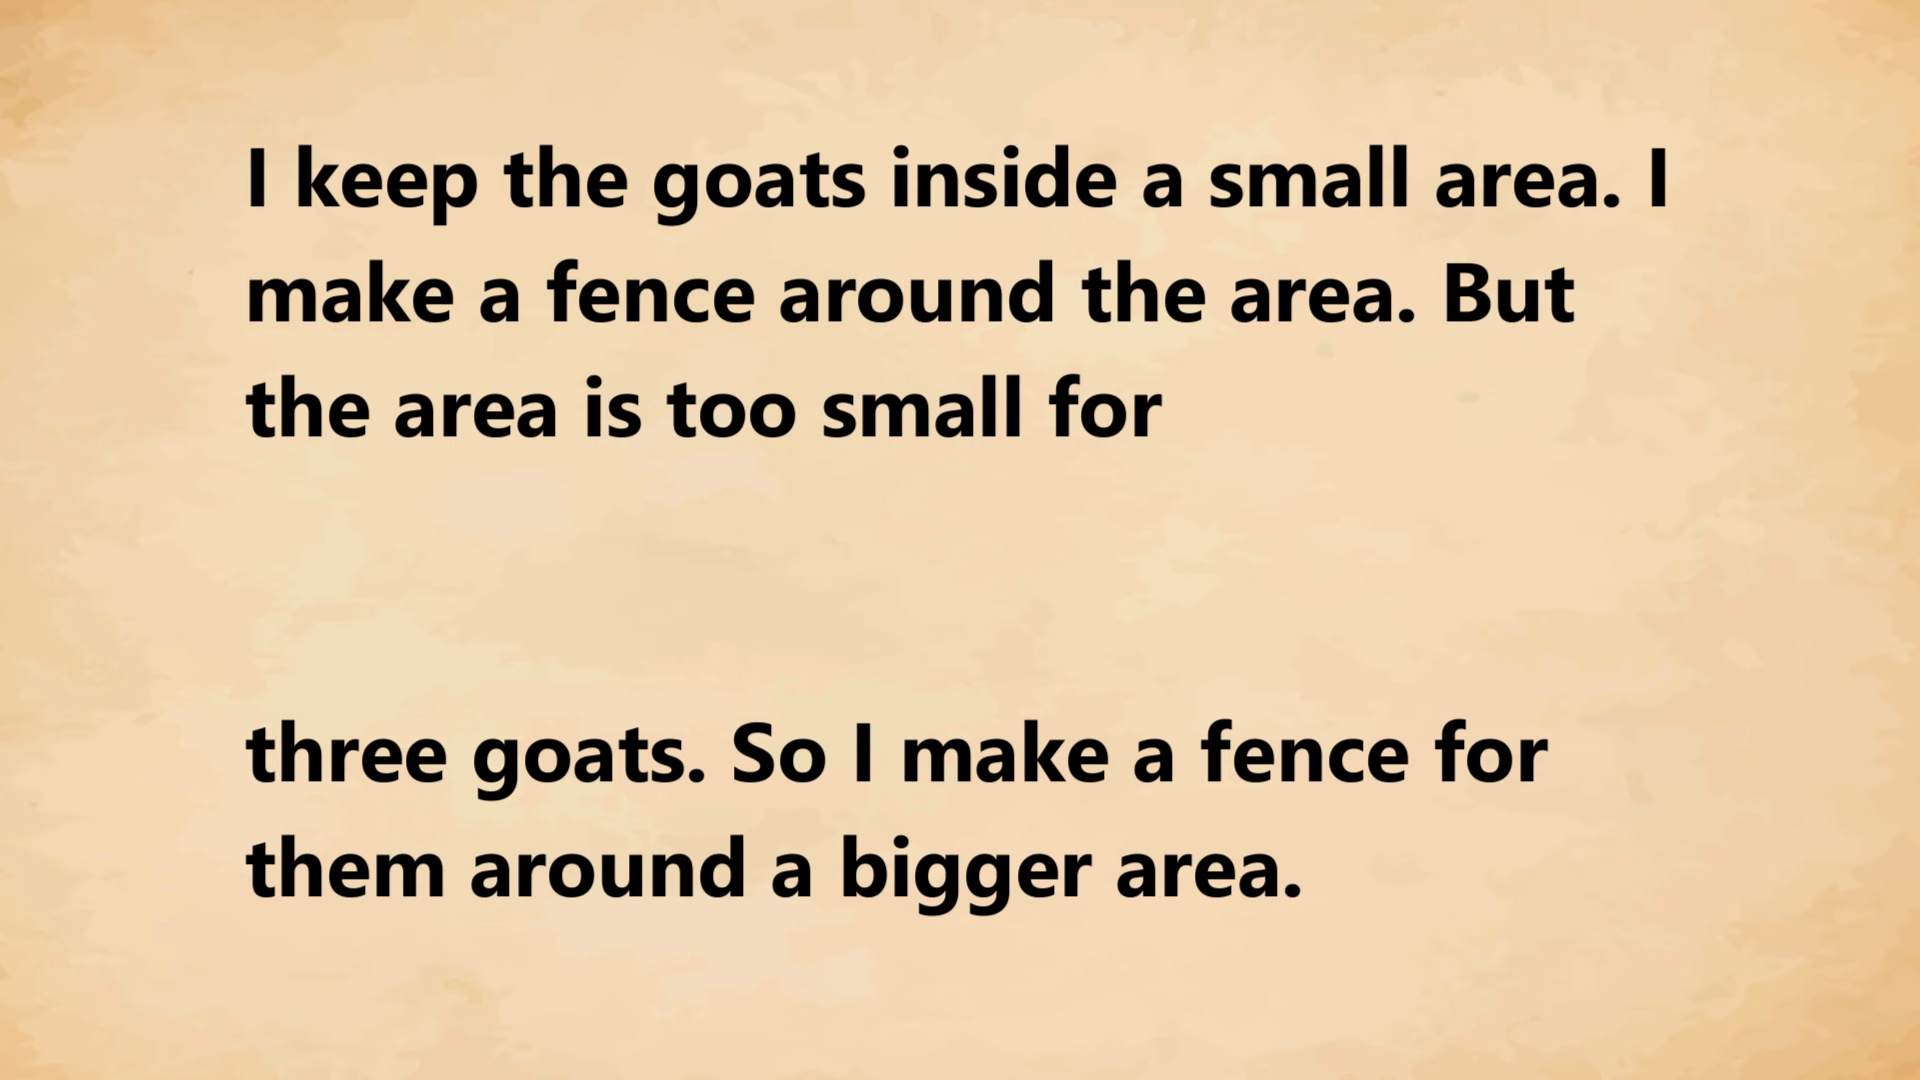 I keep the goats inside a small area. I
make a fence around the area. But
the area is too small for
three goats. So I make a fence for
them around a bigger area.